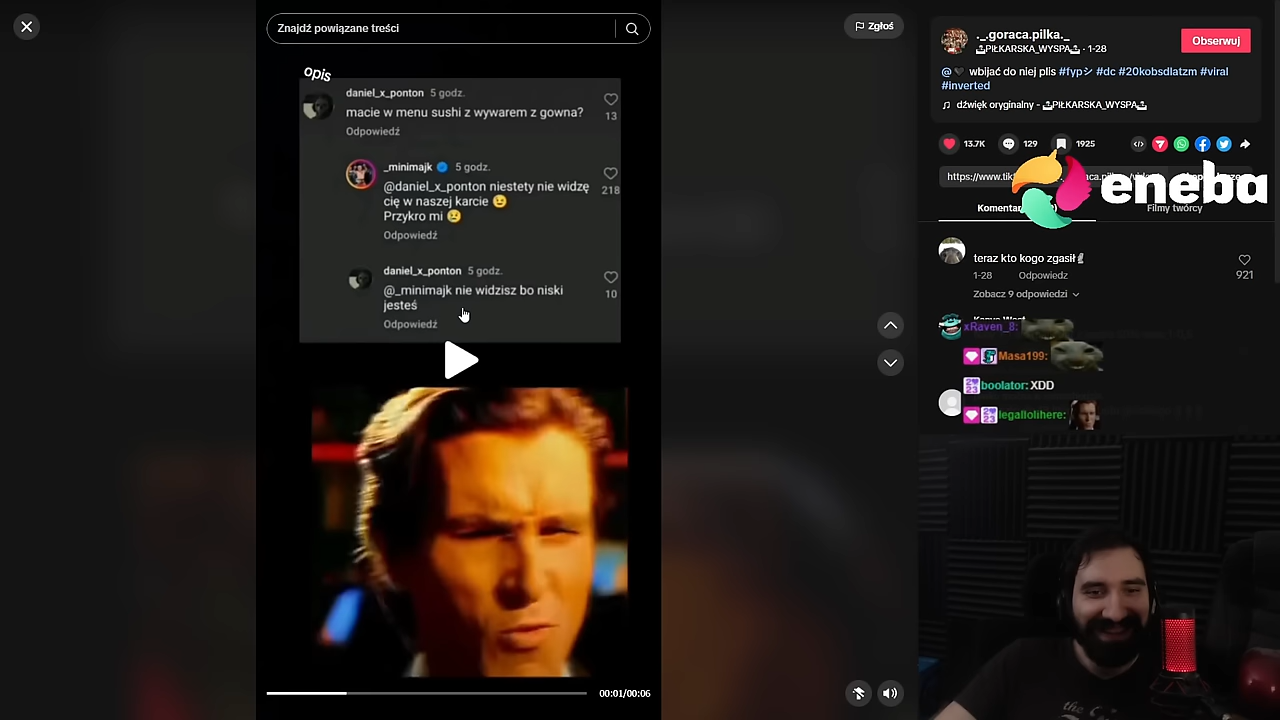 Znajdź powiązane treści
Zgłoś
opis
daniel_x_ponton 5 godz.
macie w menu sushi z wywarem z gowna?
13
Odpowiedź
_minimajk 5 godz.
@daniel_x_ponton niestety nie widzę
218
cię w naszej karcie 😉
Przykro mi 😢
Odpowiedź
daniel_x_ponton 5 godz.
@_minimajk nie widzisz bo niski
10
jesteś
Odpowiedź
00:01/00:06
._.goraca.pilka._
PIŁKARSKA_WYSPA · 1-28
Obserwuj
@🖤 wbijać do niej plis #fypシ #dc #20kobsdlatzm #viral
#inverted
dźwięk oryginalny - PIŁKARSKA_WYSPA
13.7K
129
1925
https://www.tik
eneba
Filmy twórcy
teraz kto kogo zgasił
1-28 Odpowiedz
921
Zobacz 9 odpowiedzi
xRaven_8:
Masa199:
boolator: XDD
legallolihere: